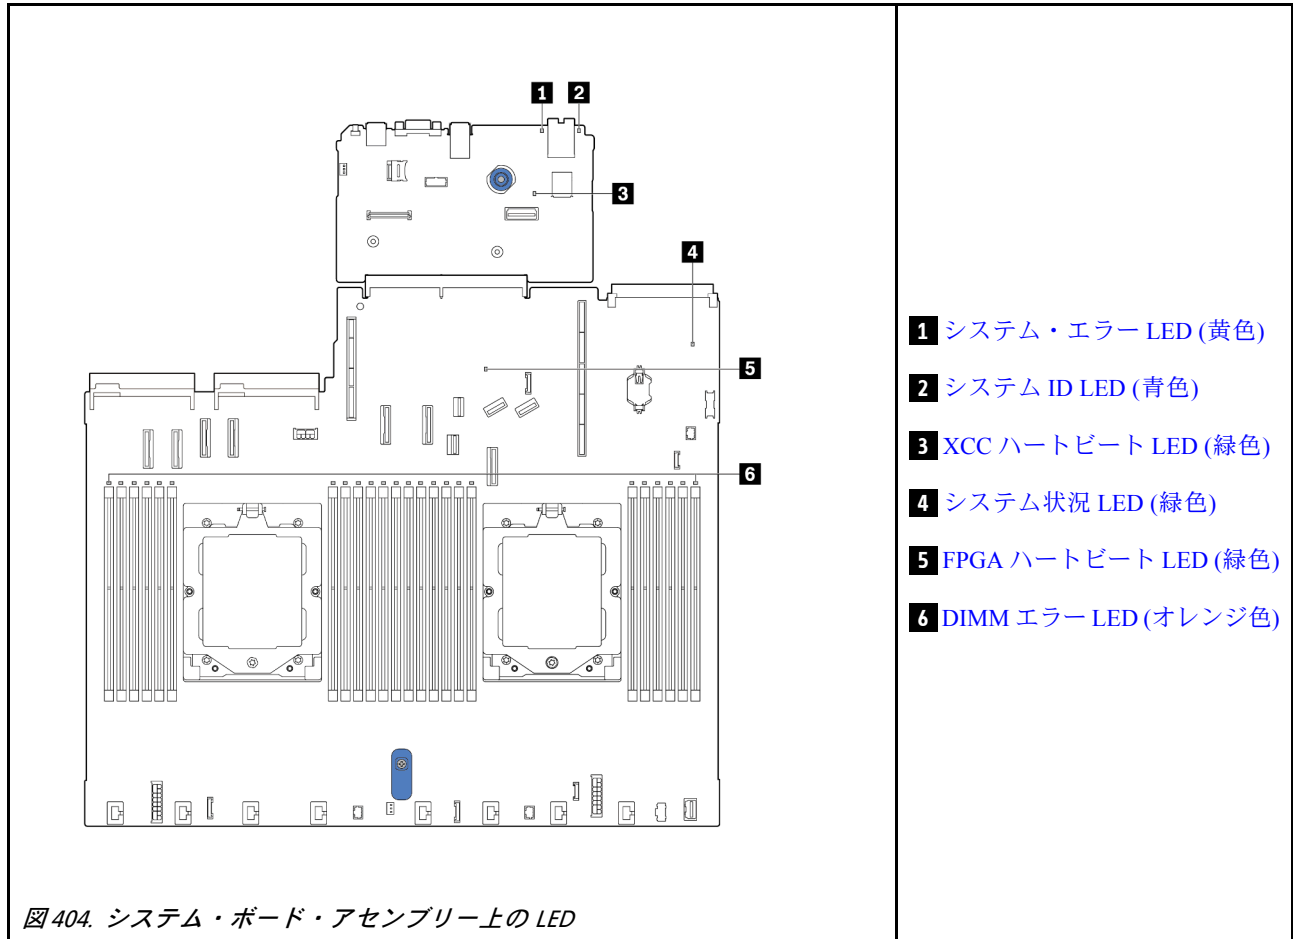 1 2
3
4
5
6
1 システム・エラー LED (黄色)
2 システム ID LED (青色)
3 XCC ハートビート LED (緑色)
4 システム状況 LED (緑色)
5 FPGA ハートビート LED (緑色)
6 DIMM エラー LED (オレンジ色)
図 404. システム・ボード・アセンブリー上の LED